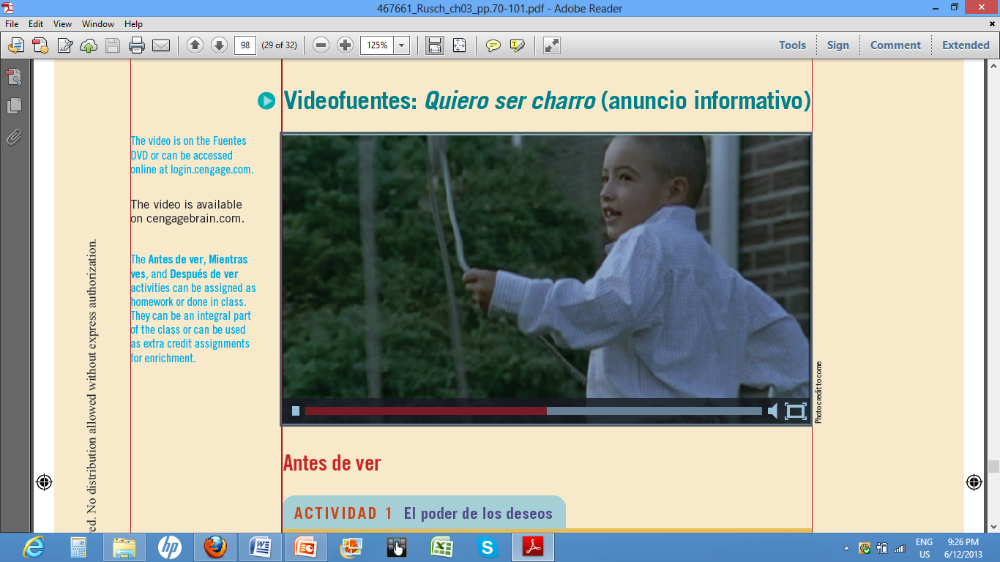 467661_Rusch_ch03_pp.70-101.pdf - Adobe Reader
File Edit View Window Help
98 (29 of 32) 125% Tools Sign Comment Extended
Videofuentes: Quiero ser charro (anuncio informativo)
The video is on the Fuentes
DVD or can be accessed
online at login.cengage.com.
The video is available
on cengagebrain.com.
The Antes de ver, Mientras
ves, and Después de ver
activities can be assigned as
homework or done in class.
They can be an integral part
of the class or can be used
as extra credit assignments
for enrichment.
ed. No distribution allowed without express authorization.
Photo credit to come
Antes de ver
ACTIVIDAD 1 El poder de los deseos
ENG
US
9:26 PM
6/12/2013